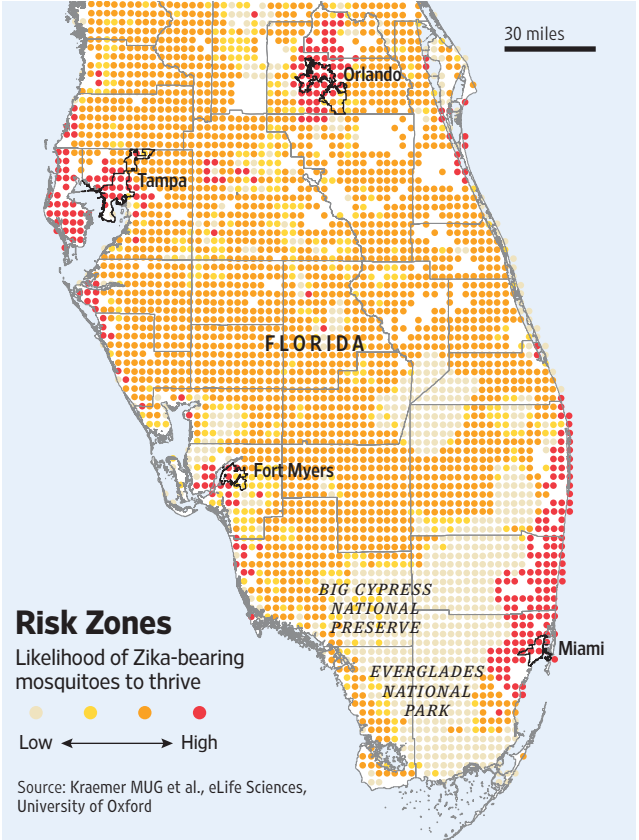 30 miles
Orlando
Tampa
FLORIDA
Fort Myers
BIG CYPRESS
NATIONAL
PRESERVE
Risk Zones
Likelihood of Zika-bearing
mosquitoes to thrive
Low High
Miami
EVERGLADES
NATIONAL
PARK
Source: Kraemer MUG et al., eLife Sciences,
University of Oxford